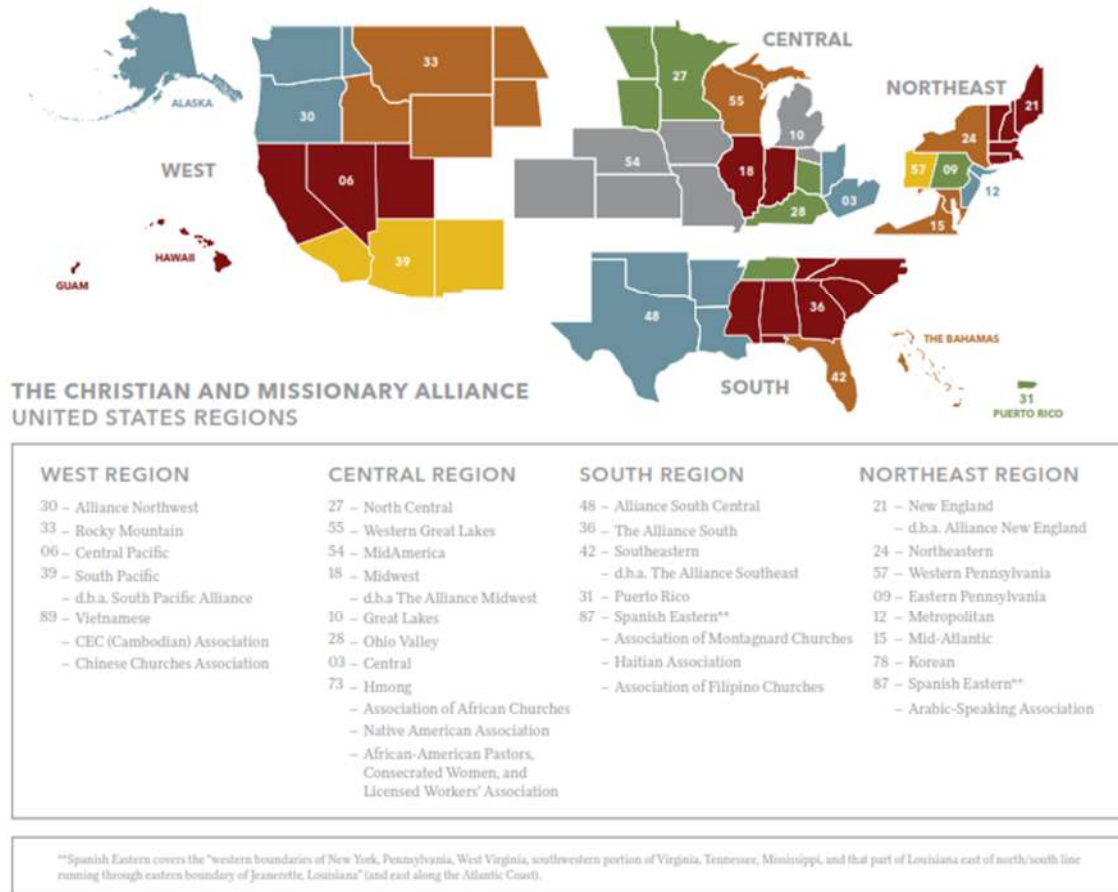 CENTRAL
33
27
NORTHEAST
55
21
ALASKA
30
10
24
WEST
54
57
09
06
18
12
03
28
15
HAWAII
39
GUAM
48
36
THE BAHAMAS
42
SOUTH
31
PUERTO RICO
THE CHRISTIAN AND MISSIONARY ALLIANCE
UNITED STATES REGIONS
WEST REGION
30 – Alliance Northwest
33 – Rocky Mountain
06 – Central Pacific
39 – South Pacific
– d.b.a. South Pacific Alliance
89 – Vietnamese
– CEC (Cambodian) Association
– Chinese Churches Association
CENTRAL REGION
27 – North Central
55 – Western Great Lakes
54 – MidAmerica
18 – Midwest
– d.b.a The Alliance Midwest
10 – Great Lakes
28 – Ohio Valley
03 – Central
73 – Hmong
– Association of African Churches
– Native American Association
– African-American Pastors,
Consecrated Women, and
Licensed Workers' Association
SOUTH REGION
48 – Alliance South Central
36 – The Alliance South
42 – Southeastern
– d.b.a. The Alliance Southeast
31 – Puerto Rico
87 – Spanish Eastern**
– Association of Montagnard Churches
– Haitian Association
– Association of Filipino Churches
NORTHEAST REGION
21 – New England
– d.b.a. Alliance New England
24 – Northeastern
57 – Western Pennsylvania
09 – Eastern Pennsylvania
12 – Metropolitan
15 – Mid-Atlantic
78 – Korean
87 – Spanish Eastern**
– Arabic-Speaking Association
**Spanish Eastern covers the "western boundaries of New York, Pennsylvania, West Virginia, southwestern portion of Virginia, Tennessee, Mississippi, and that part of Louisiana east of north/south line
running through eastern boundary of Jeanerette, Louisiana" (and east along the Atlantic Coast).